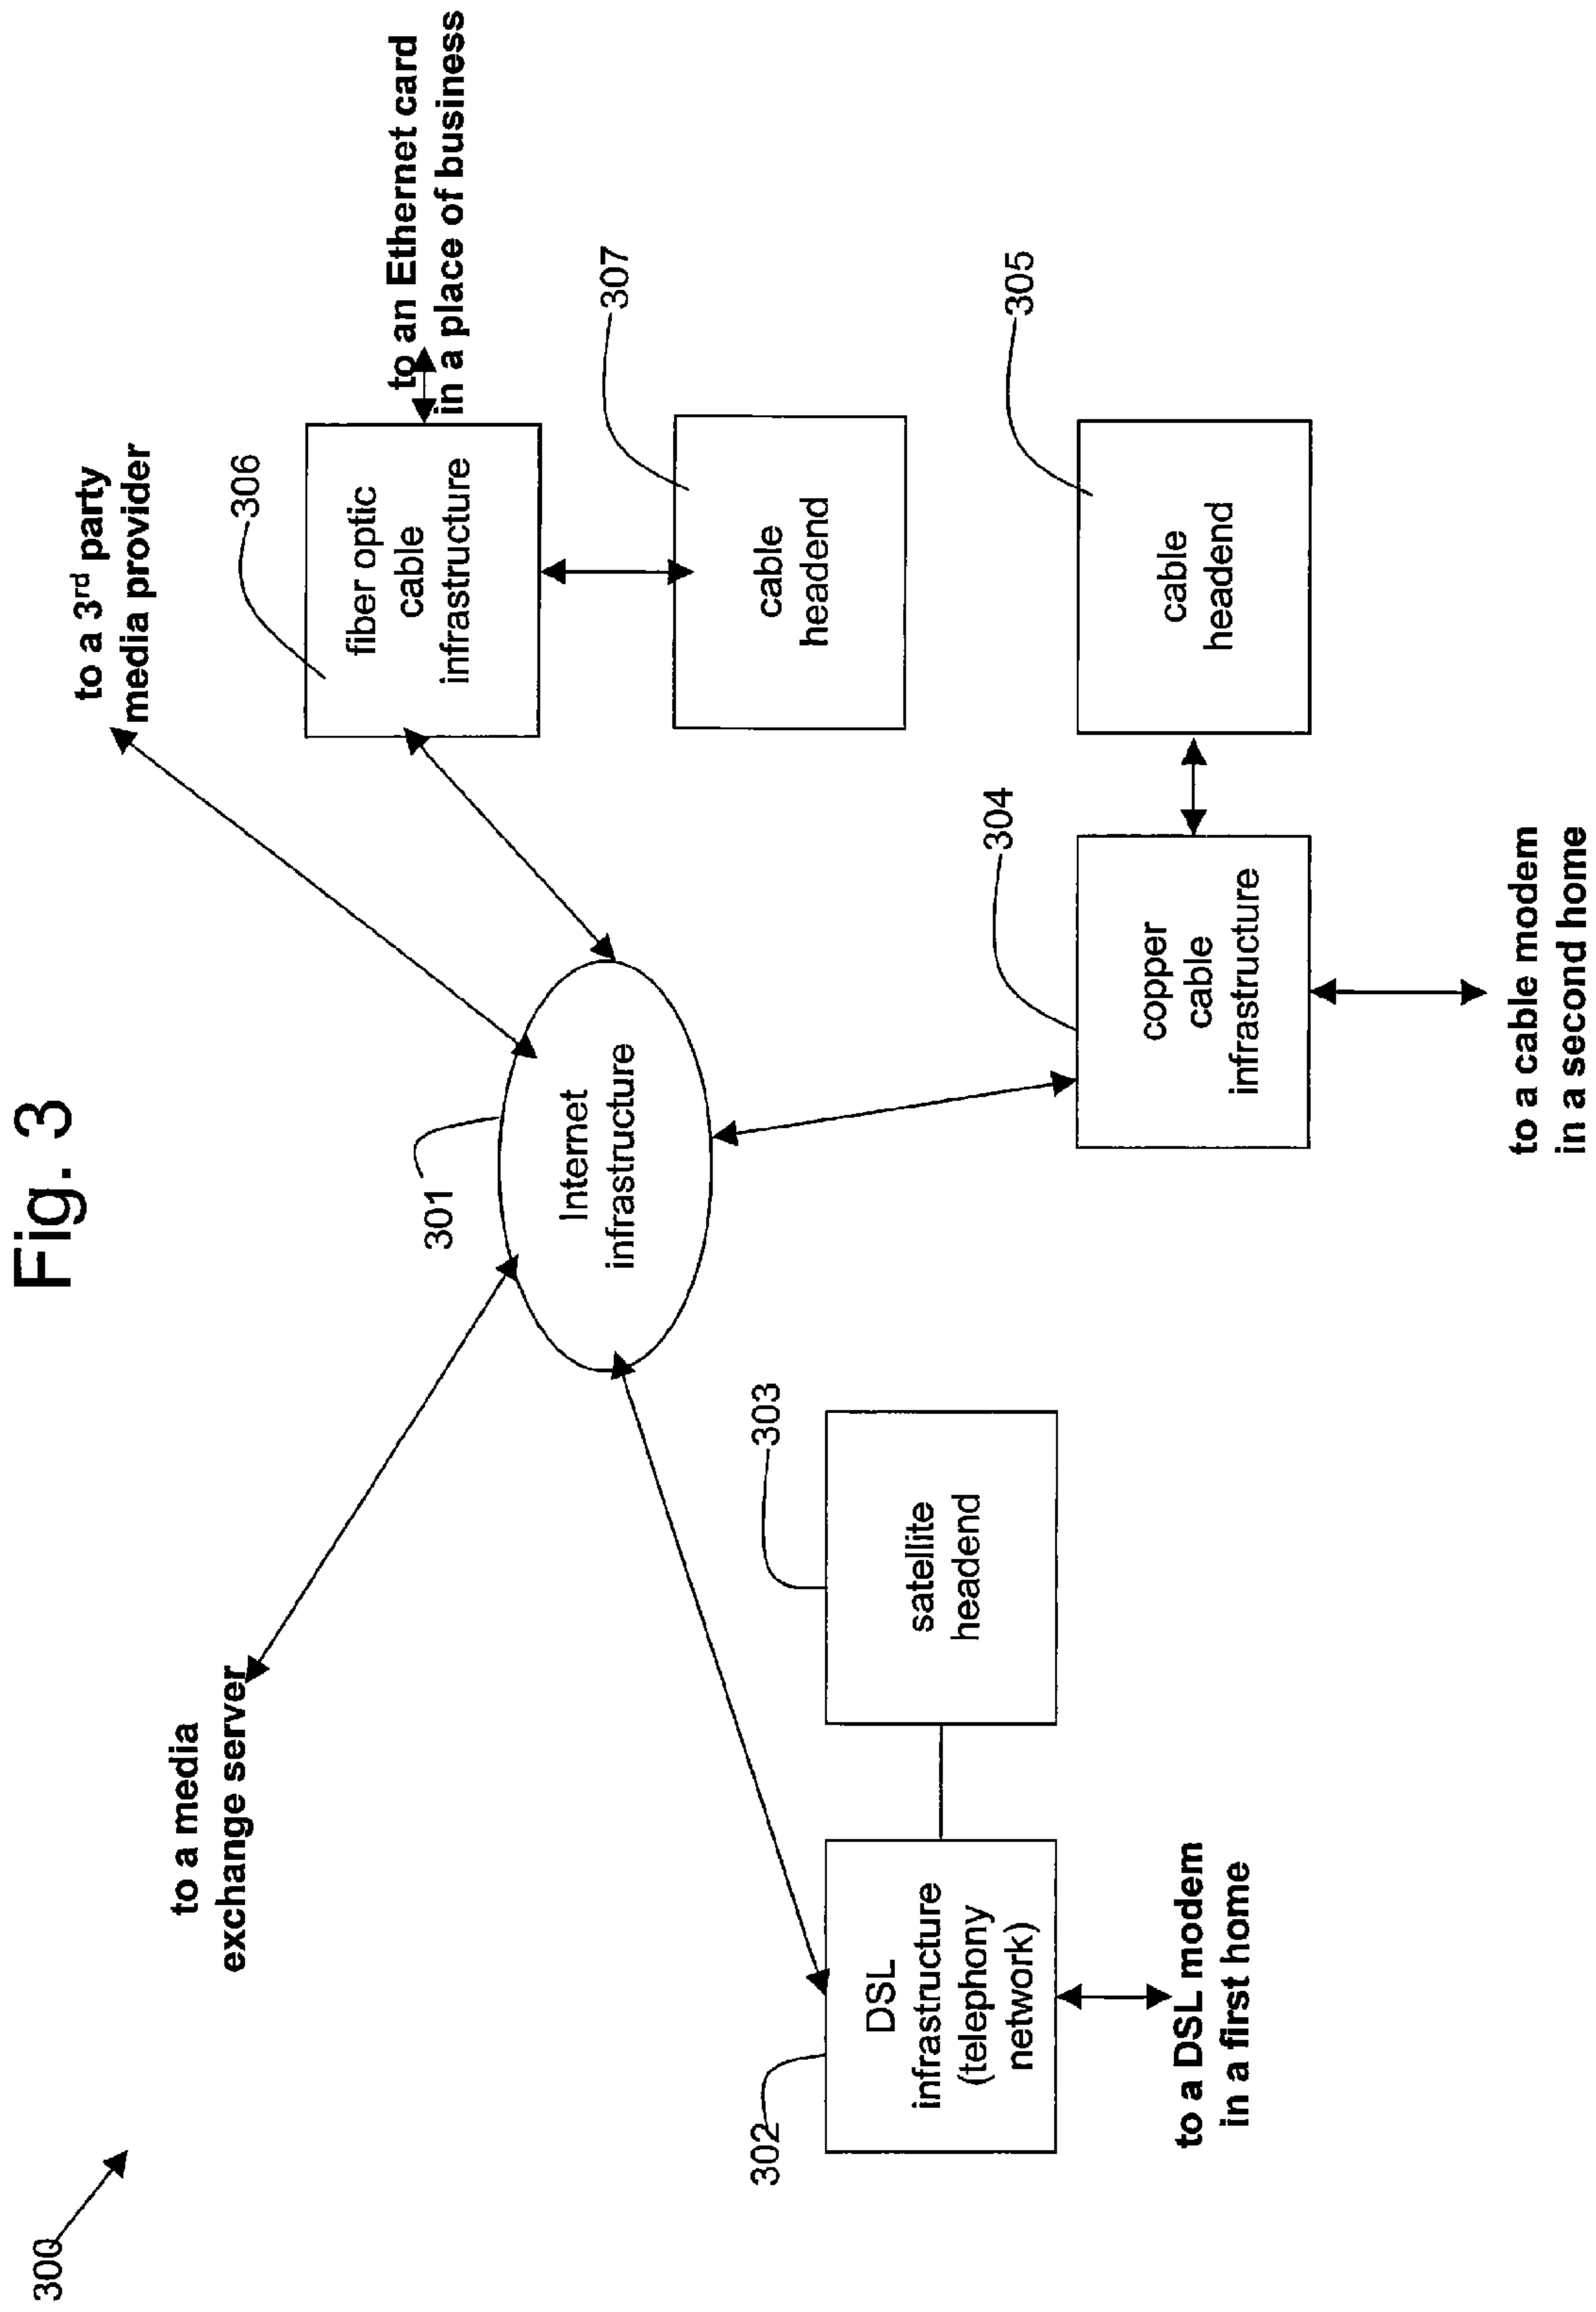 Fig. 3
300
to a media
exchange server
to a 3rd party
media provider
301
Internet
infrastructure
306
fiber optic
cable
infrastructure
to an Ethernet card
in a place of business
307
cable
headend
302
DSL
infrastructure
(telephony
network)
303
satellite
headend
304
copper
cable
infrastructure
305
cable
headend
to a DSL modem
in a first home
to a cable modem
in a second home